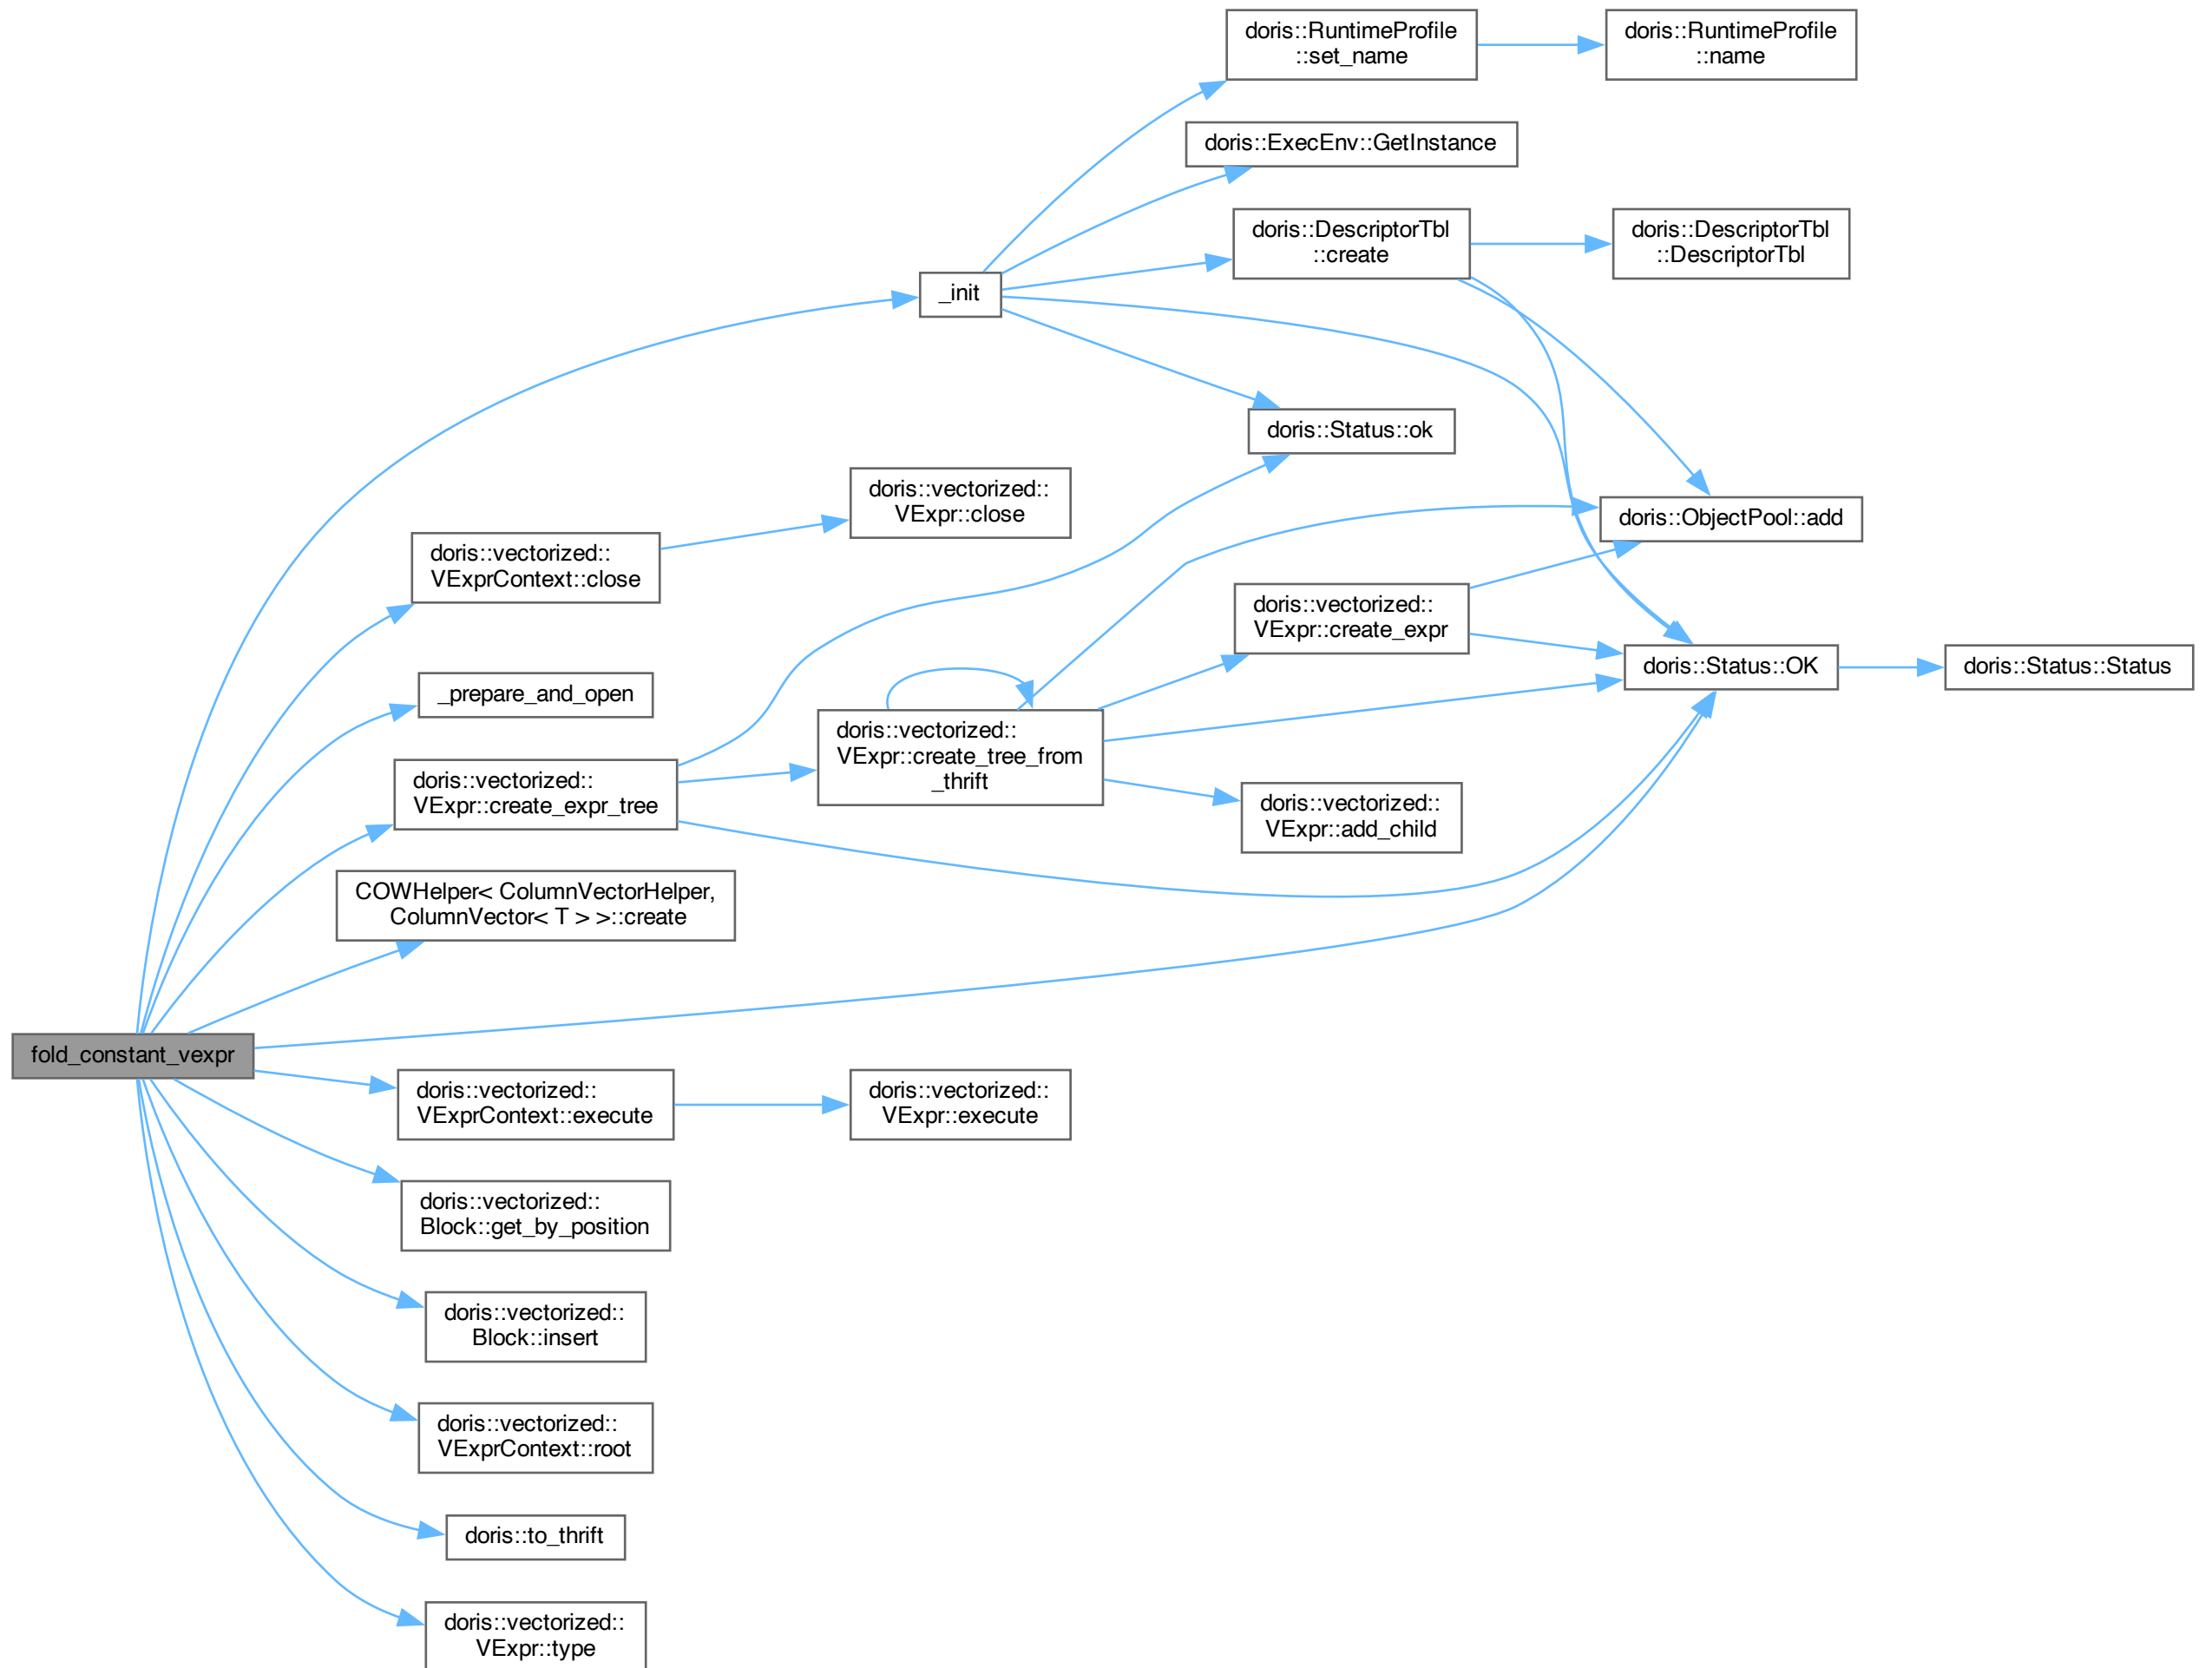 doris::RuntimeProfile
::set_name
doris::RuntimeProfile
::name
doris::ExecEnv::GetInstance
doris::DescriptorTbl
::create
doris::DescriptorTbl
::DescriptorTbl
_init
doris::Status::ok
doris::vectorized::
VExpr::close
doris::ObjectPool::add
doris::vectorized::
VExprContext::close
doris::vectorized::
VExpr::create_expr
doris::Status::OK
doris::Status::Status
_prepare_and_open
doris::vectorized::
VExpr::create_tree_from
_thrift
doris::vectorized::
VExpr::create_expr_tree
doris::vectorized::
VExpr::add_child
COWHelper< ColumnVectorHelper,
ColumnVector< T > >::create
fold_constant_vexpr
doris::vectorized::
VExprContext::execute
doris::vectorized::
VExpr::execute
doris::vectorized::
Block::get_by_position
doris::vectorized::
Block::insert
doris::vectorized::
VExprContext::root
doris::to_thrift
doris::vectorized::
VExpr::type